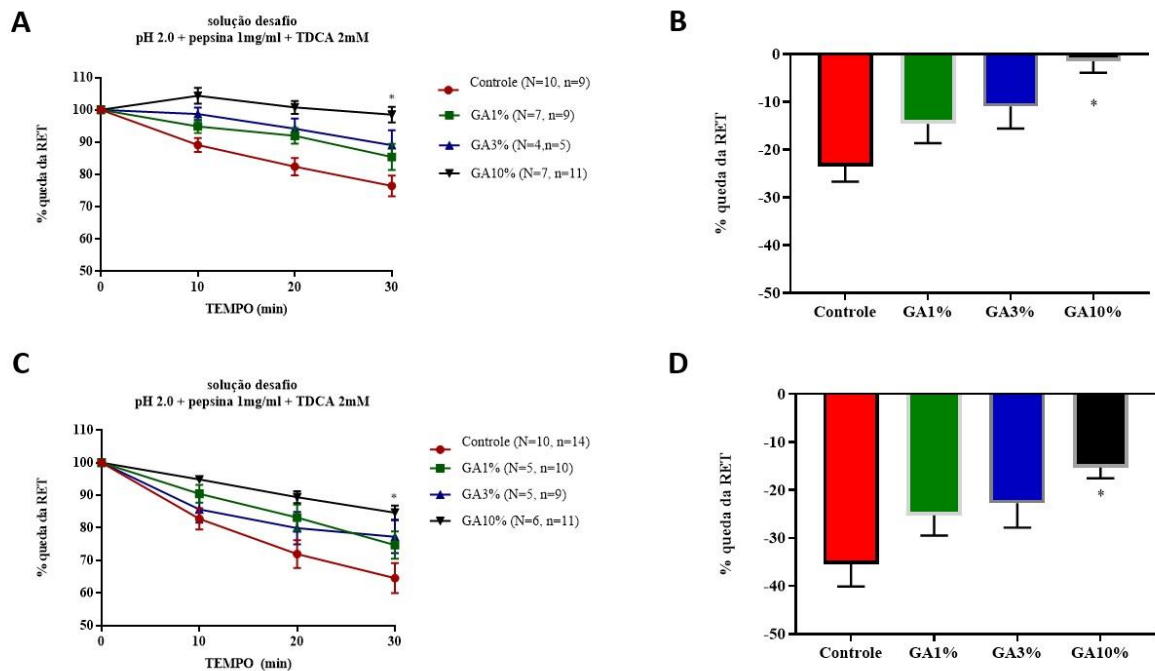 A
solução desafio
pH 2.0 + pepsina 1mg/ml + TDCA 2mM
% queda da RET
110
100
90
80
70
60
50
0
10
20
30
TEMPO (min)
*
Controle (N=10, n=9)
GA1% (N=7, n=9)
GA3% (N=4,n=5)
GA10% (N=7, n=11)
B
% queda da RET
0
-10
-20
-30
-40
-50
*
Controle
GA1%
GA3%
GA10%
C
solução desafio
pH 2.0 + pepsina 1mg/ml + TDCA 2mM
% queda da RET
110
100
90
80
70
60
50
0
10
20
30
TEMPO (min)
*
Controle (N=10, n=14)
GA1% (N=5, n=10)
GA3% (N=5, n=9)
GA10% (N=6, n=11)
D
% queda da RET
0
-10
-20
-30
-40
-50
*
Controle
GA1%
GA3%
GA10%